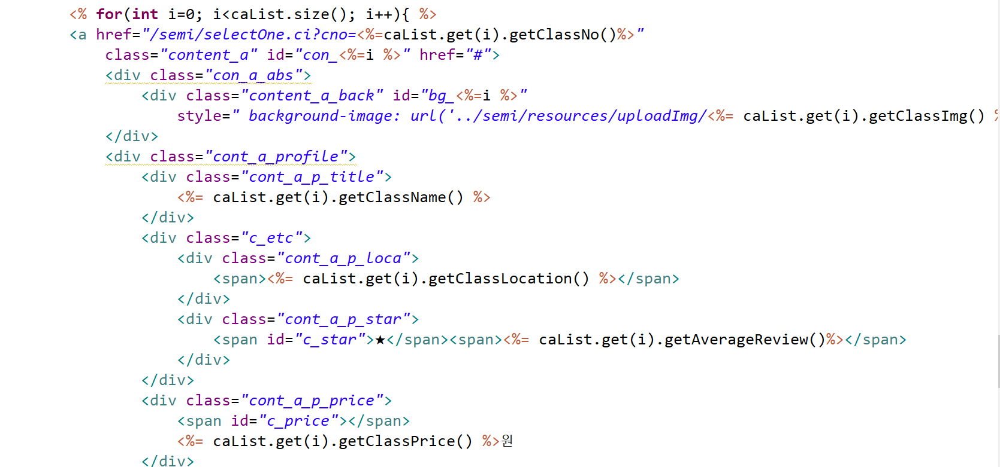 <% for(int i=0; i<caList.size(); i++){ %>
<a href="/semi/selectOne.ci?cno=<%=caList.get(i).getClassNo()%>"
class="content_a" id="con_<%=i %>" href="#">
<div class="con_a_abs">
<div class="content_a_back" id="bg_<%=i %>"
style=" background-image: url('../semi/resources/uploadImg/<%= caList.get(i).getClassImg() %
</div>
<div class="cont_a_profile">
<div class="cont_a_p_title">
<%= caList.get(i).getClassName() %>
</div>
<div class="c_etc">
<div class="cont_a_p_loca">
<span><%= caList.get(i).getClassLocation() %></span>
</div>
<div class="cont_a_p_star">
<span id="c_star">★</span><span><%= caList.get(i).getAverageReview()%></span>
</div>
</div>
<div class="cont_a_p_price">
<span id="c_price"></span>
<%= caList.get(i).getClassPrice() %>원
</div>